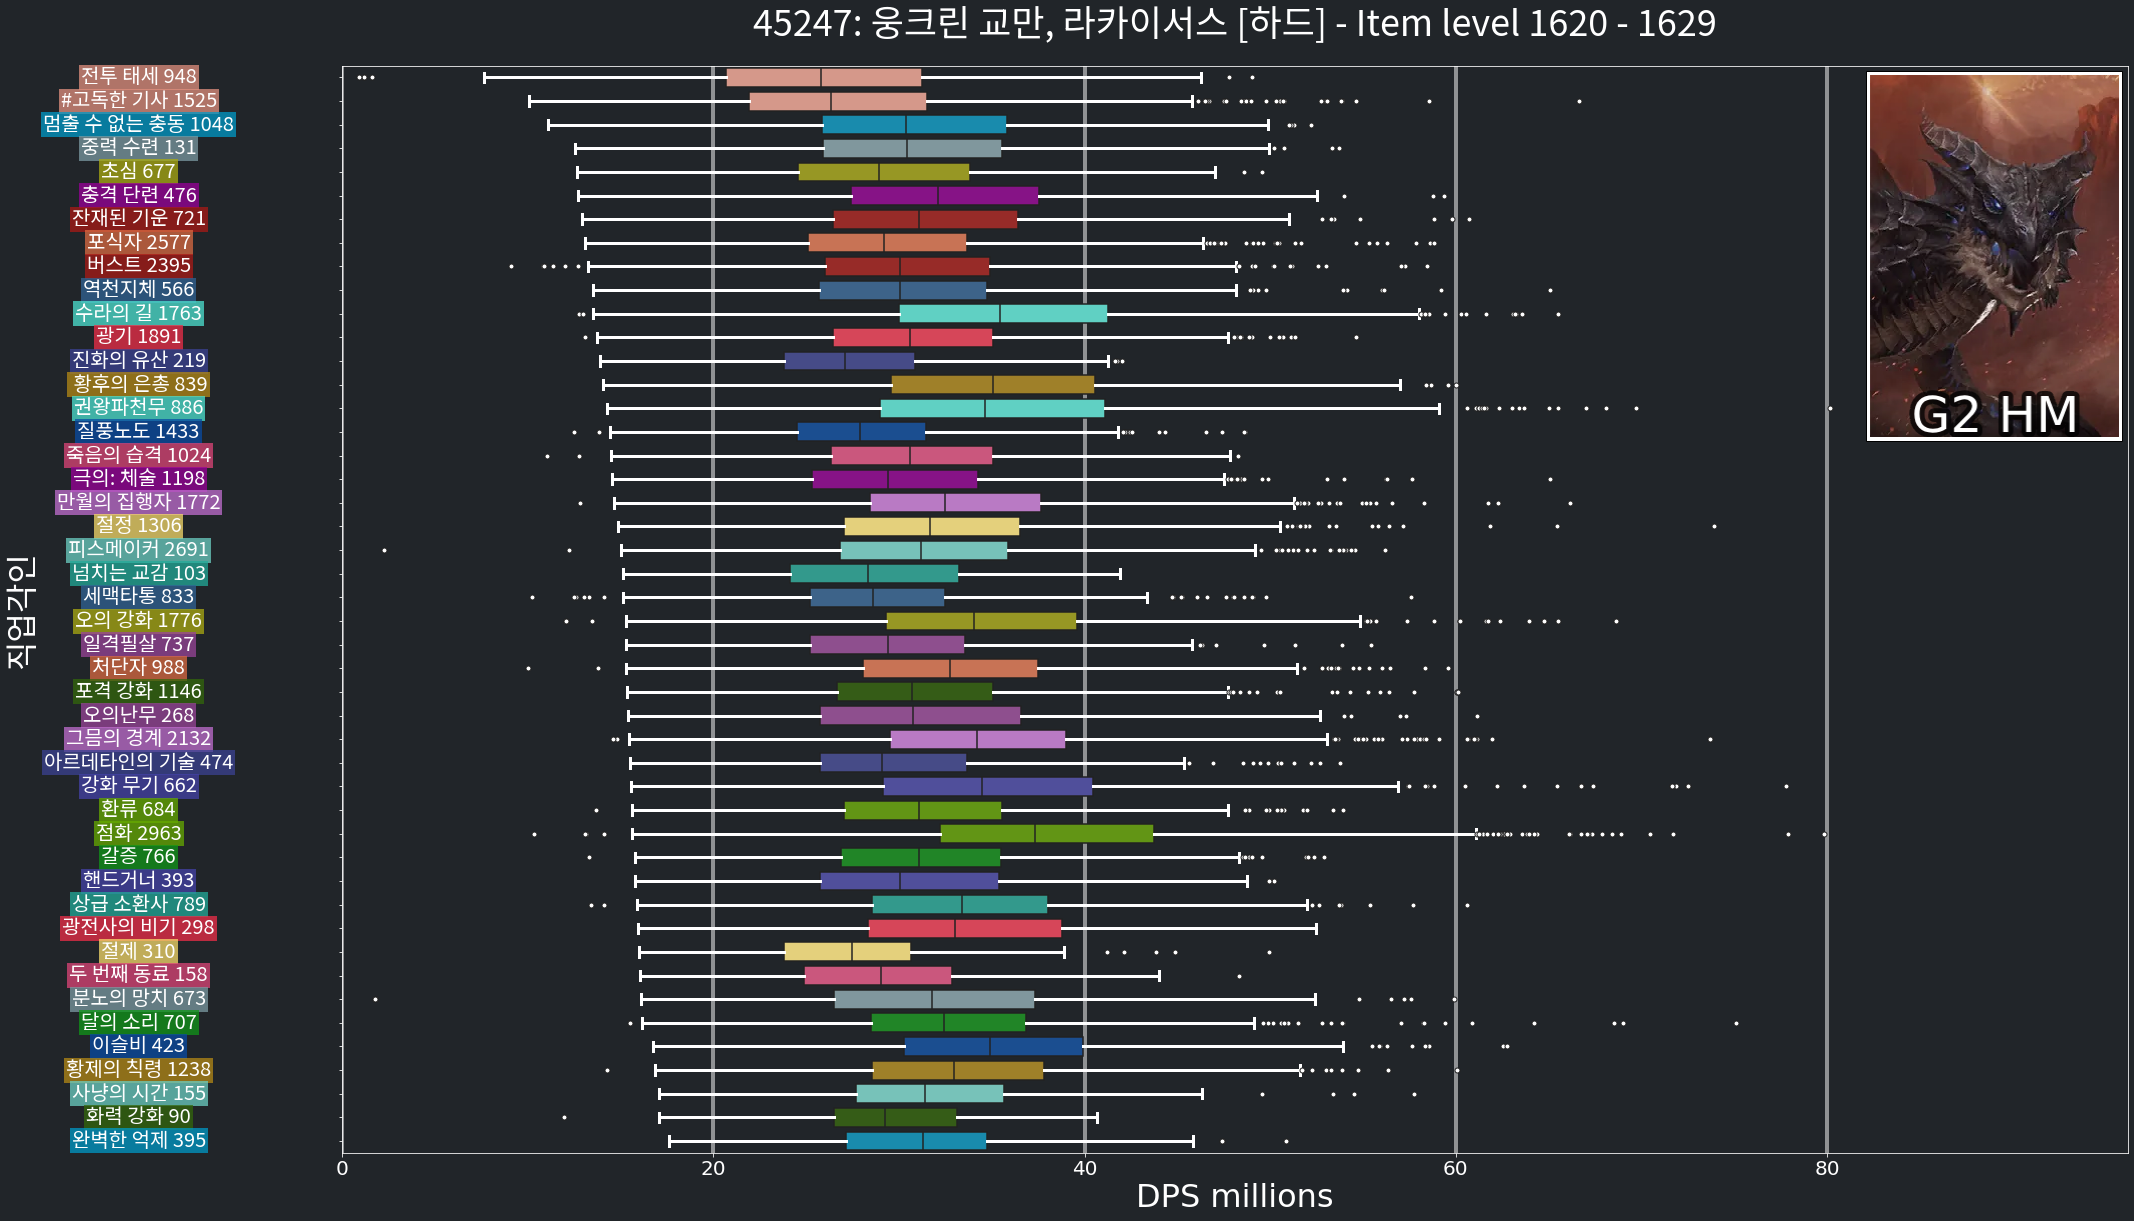 45247: 웅크린 교만, 라카이서스 [하드] - Item level 1620 - 1629
전투 태세 948
#고독한 기사 1525
멈출 수 없는 충동 1048
중력 수련 131
초심 677
충격 단련 476
잔재된 기운 721
포식자 2577
버스트 2395
역천지체 566
수라의 길 1763
광기 1891
진화의 유산 219
황후의 은총 839
권왕파천무 886
질풍노도 1433
죽음의 습격 1024
극의: 체술 1198
만월의 집행자 1772
절정 1306
피스메이커 2691
넘치는 교감 103
세맥타통 833
오의 강화 1776
일격필살 737
처단자 988
포격 강화 1146
오의난무 268
그믐의 경계 2132
아르데타인의 기술 474
강화 무기 662
환류 684
점화 2963
갈증 766
핸드거너 393
상급 소환사 789
광전사의 비기 298
절제 310
두 번째 동료 158
분노의 망치 673
달의 소리 707
이슬비 423
황제의 칙령 1238
사냥의 시간 155
화력 강화 90
완벽한 억제 395
직업각인
G2 HM
0 20 40 60 80
DPS millions